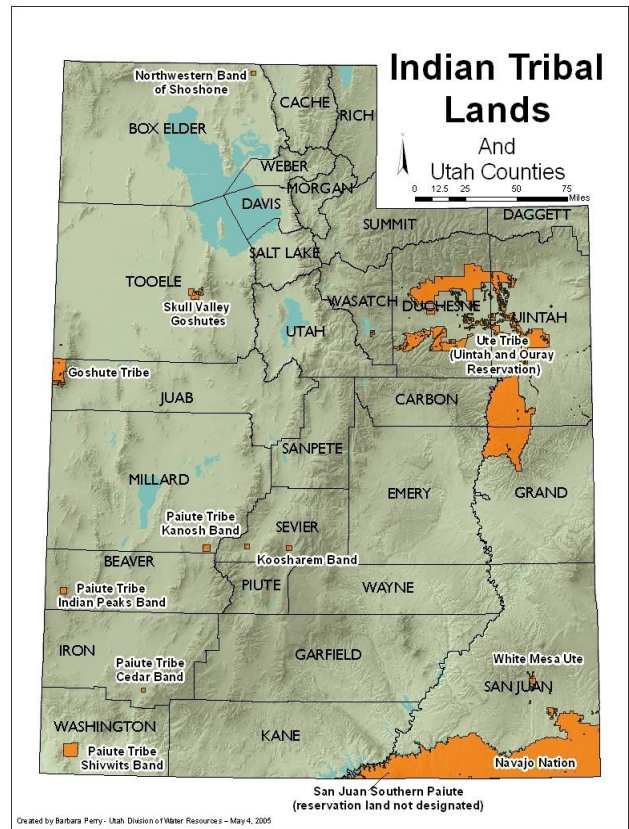 Indian Tribal
Lands
And
Utah Counties
0 12.5 25 50 75
Miles
Northwestern Band
of Shoshone
CACHE
RICH
BOX ELDER
WEBER
MORGAN
DAVIS
DAGGETT
SUMMIT
SALT LAKE
TOOELE
Skull Valley
Goshutes
WASATCH
DUCHESNE
UINTAH
UTAH
Ute Tribe
(Uintah and Ouray
Reservation)
Goshute Tribe
JUAB
CARBON
SANPETE
MILLARD
EMERY
GRAND
Paiute Tribe
Kanosh Band
SEVIER
BEAVER
Koosharem Band
Paiute Tribe
Indian Peaks Band
PIUTE
WAYNE
IRON
GARFIELD
Paiute Tribe
Cedar Band
White Mesa Ute
SAN JUAN
WASHINGTON
KANE
Paiute Tribe
Shivwits Band
Navajo Nation
San Juan Southern Paiute
(reservation land not designated)
Created by Barbara Perry - Utah Division of Water Resources - May 4, 2005